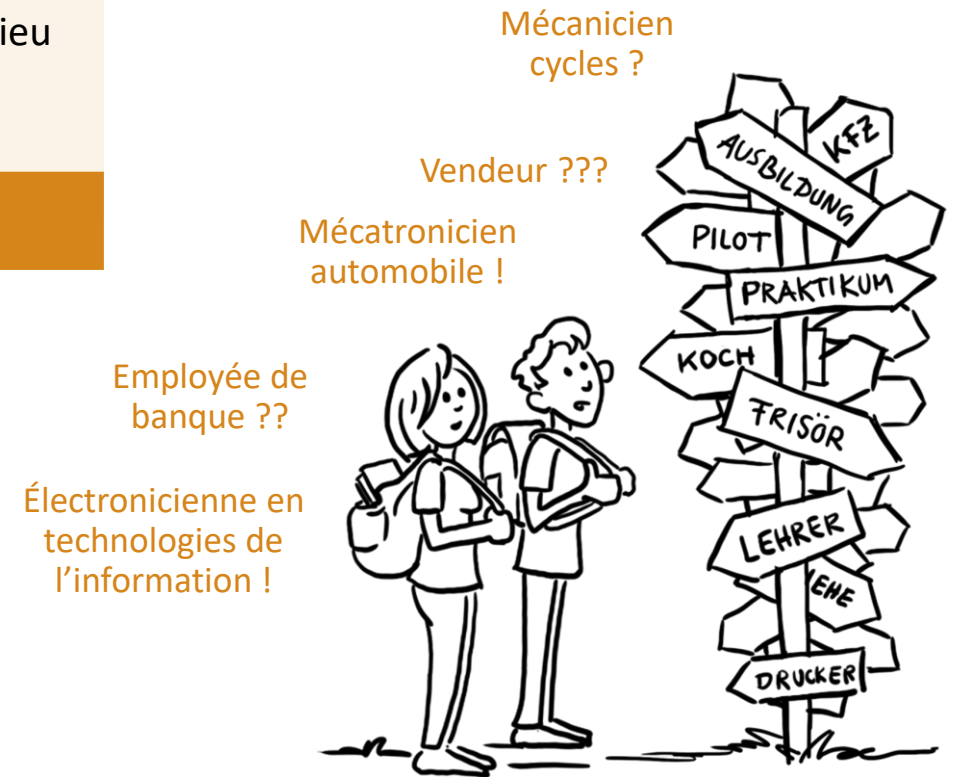 ieu
Mécanicien
cycles ?
Vendeur ???
Mécatronicien
automobile !
Employée de
banque ??
Électronicienne en
technologies de
l’information !
KFZ
AUSBILDUNG
PILOT
PRAKTIKUM
KOCH
FRISÖR
LEHRER
EHE
DRUCKER